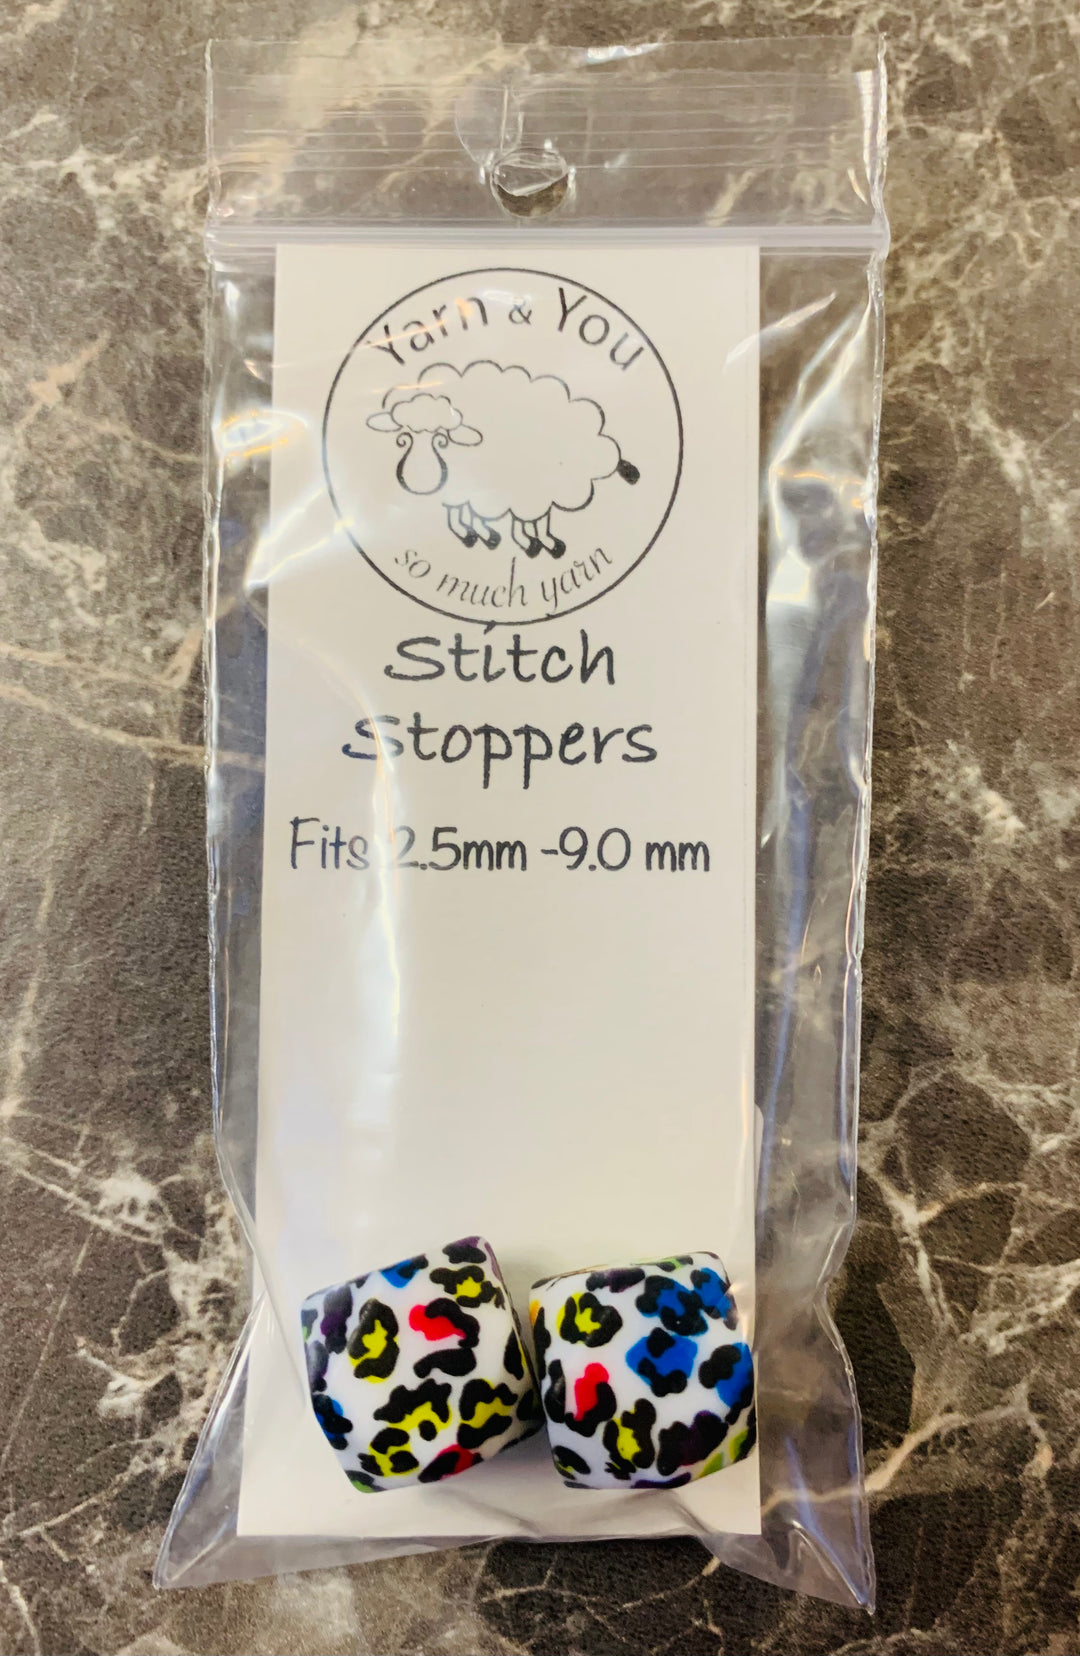 Yarn & You
so much yarn
Stitch
Stoppers
Fits 2.5mm -9.0 mm